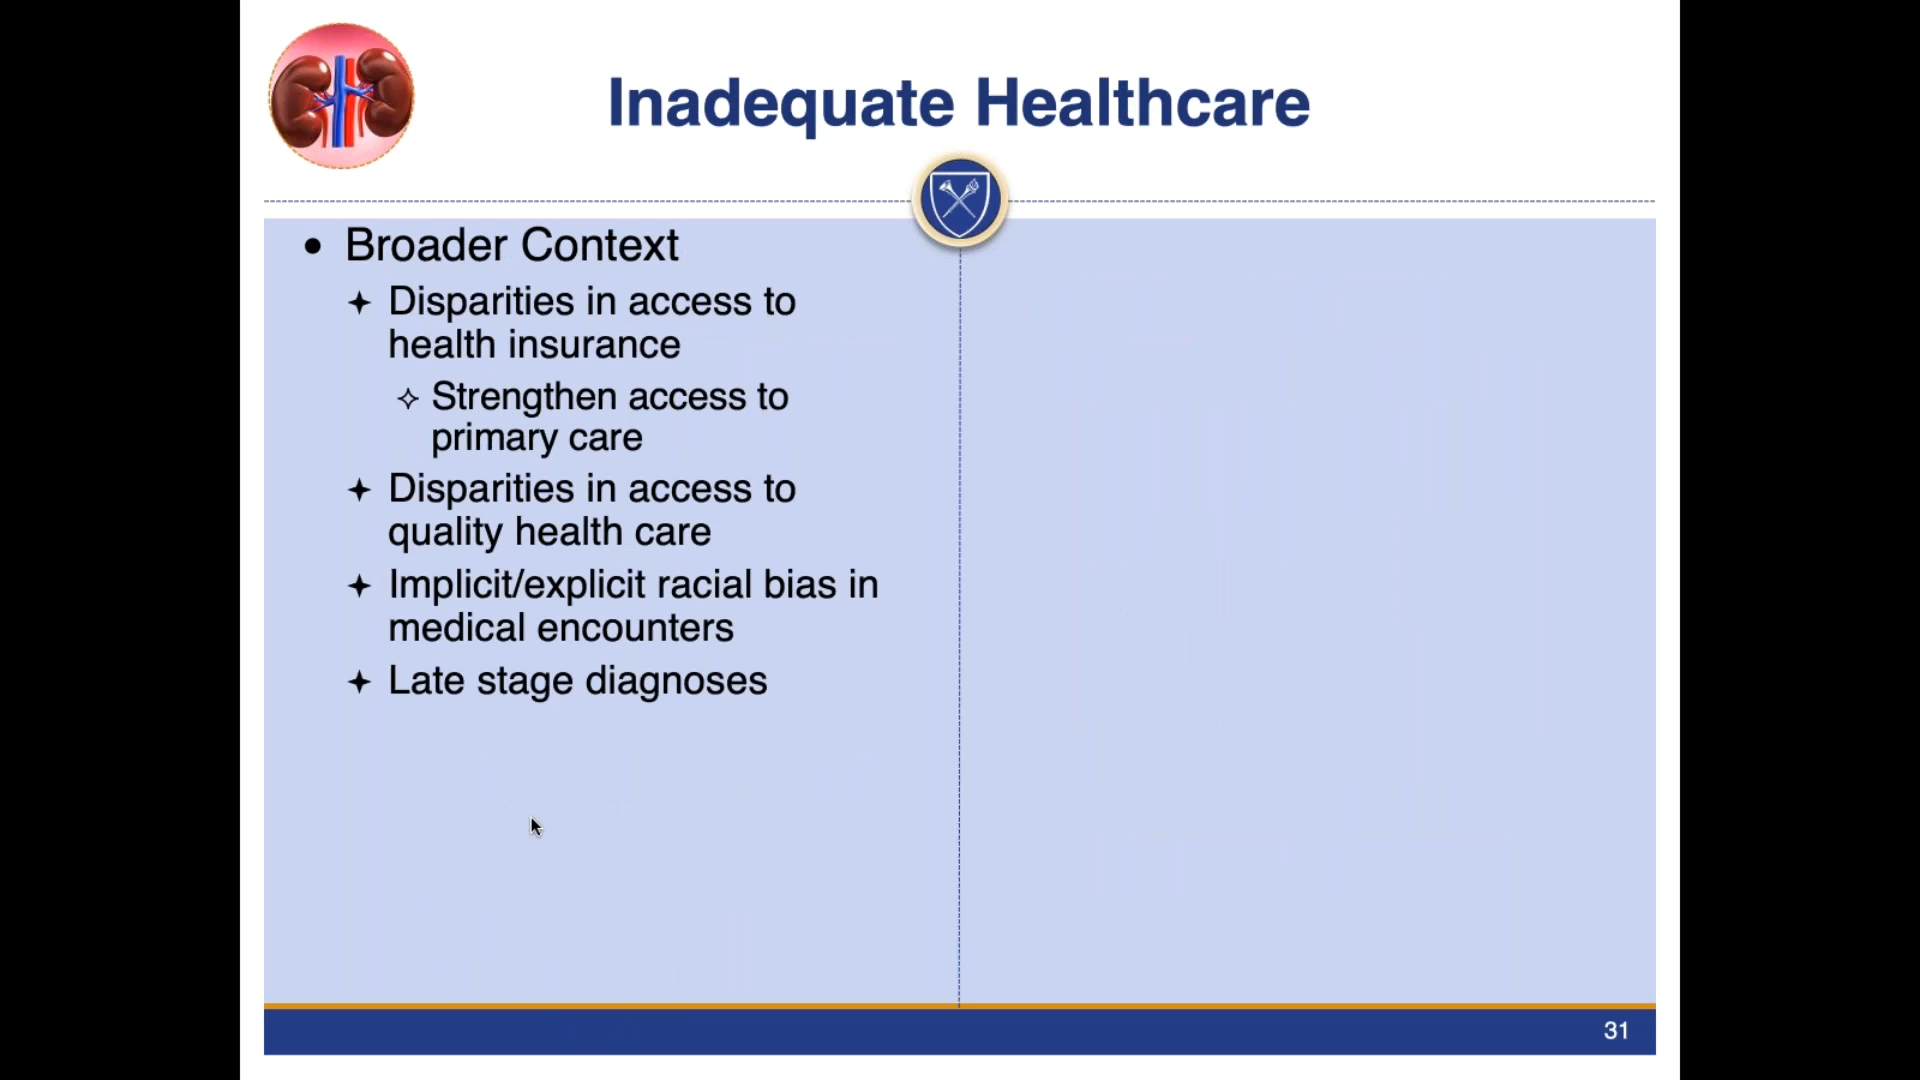 Inadequate Healthcare
• Broader Context
✦ Disparities in access to
health insurance
✧ Strengthen access to
primary care
✦ Disparities in access to
quality health care
✦ Implicit/explicit racial bias in
medical encounters
✦ Late stage diagnoses
31